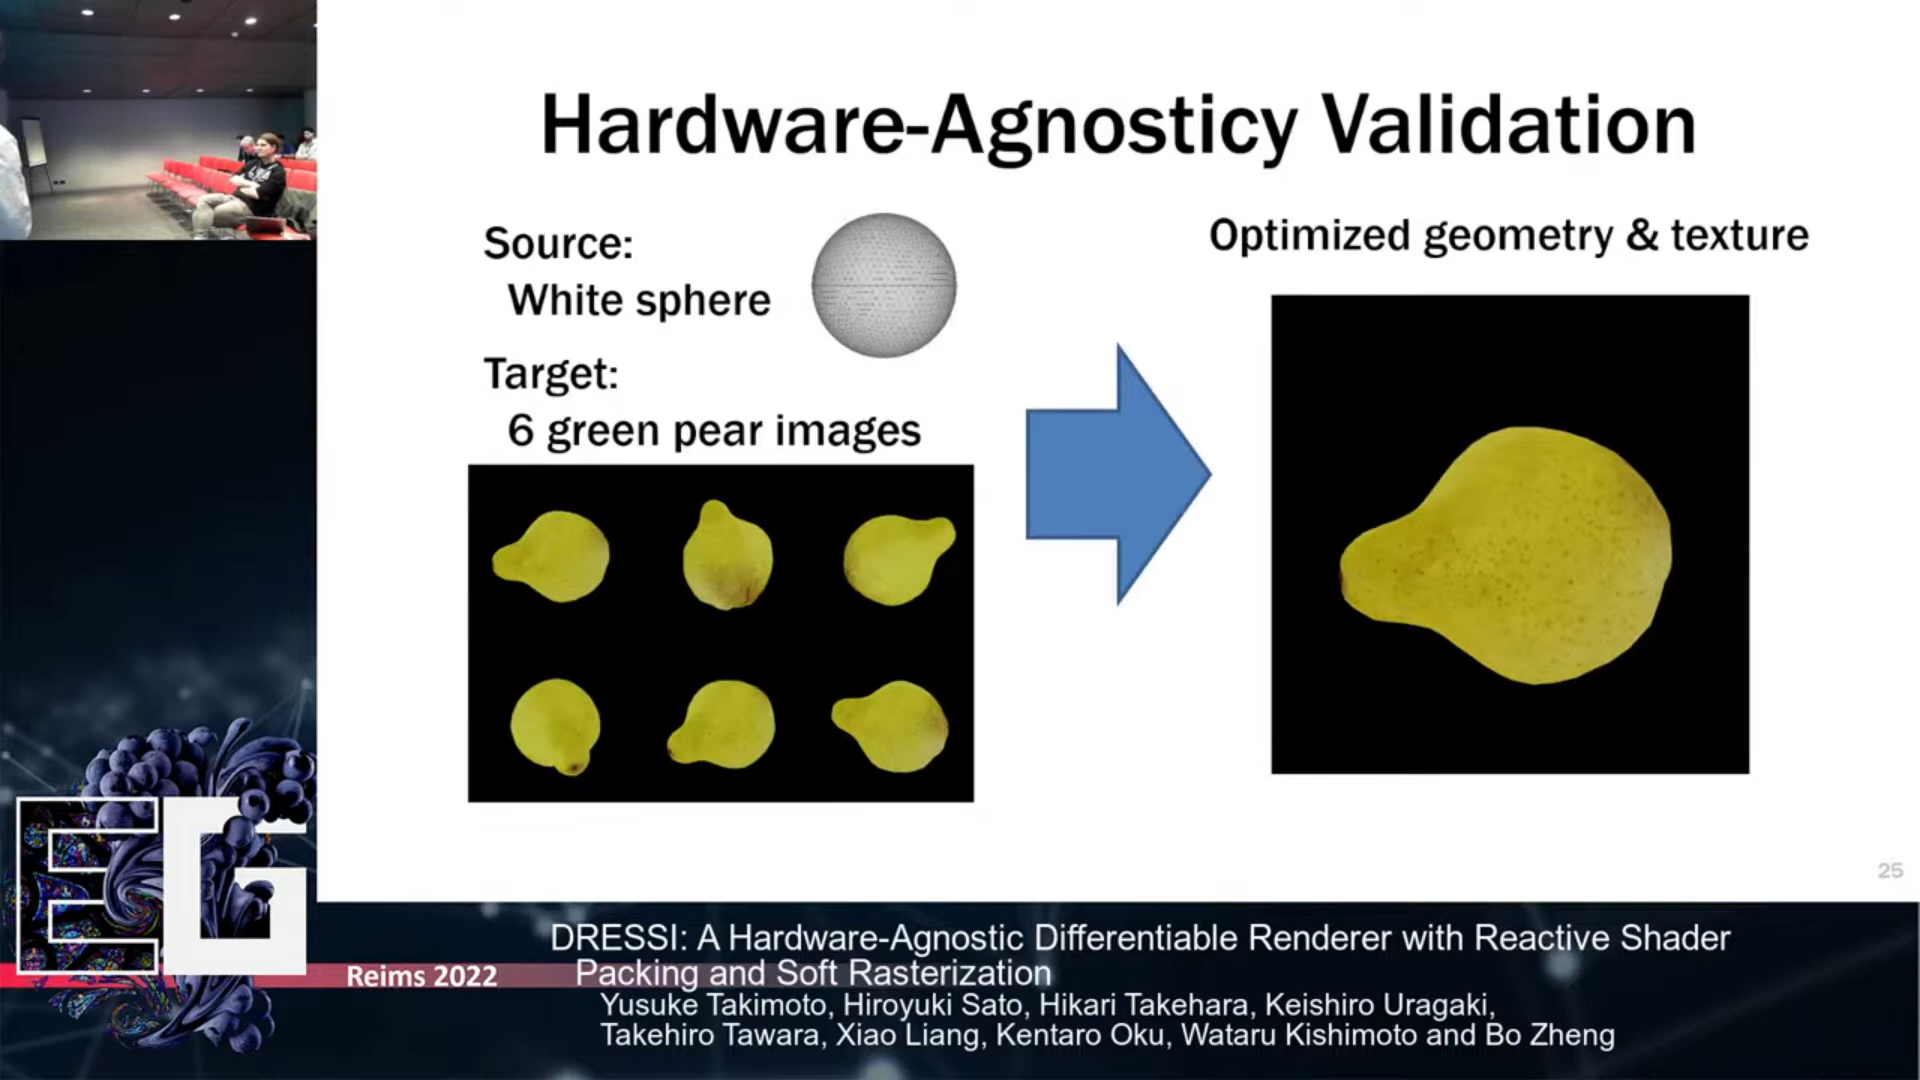 Hardware-Agnosticy Validation
Source:
White sphere
Target:
6 green pear images
Optimized geometry & texture
25
EG
Reims 2022
DRESSI: A Hardware-Agnostic Differentiable Renderer with Reactive Shader
Packing and Soft Rasterization
Yusuke Takimoto, Hiroyuki Sato, Hikari Takehara, Keishiro Uragaki,
Takehiro Tawara, Xiao Liang, Kentaro Oku, Wataru Kishimoto and Bo Zheng